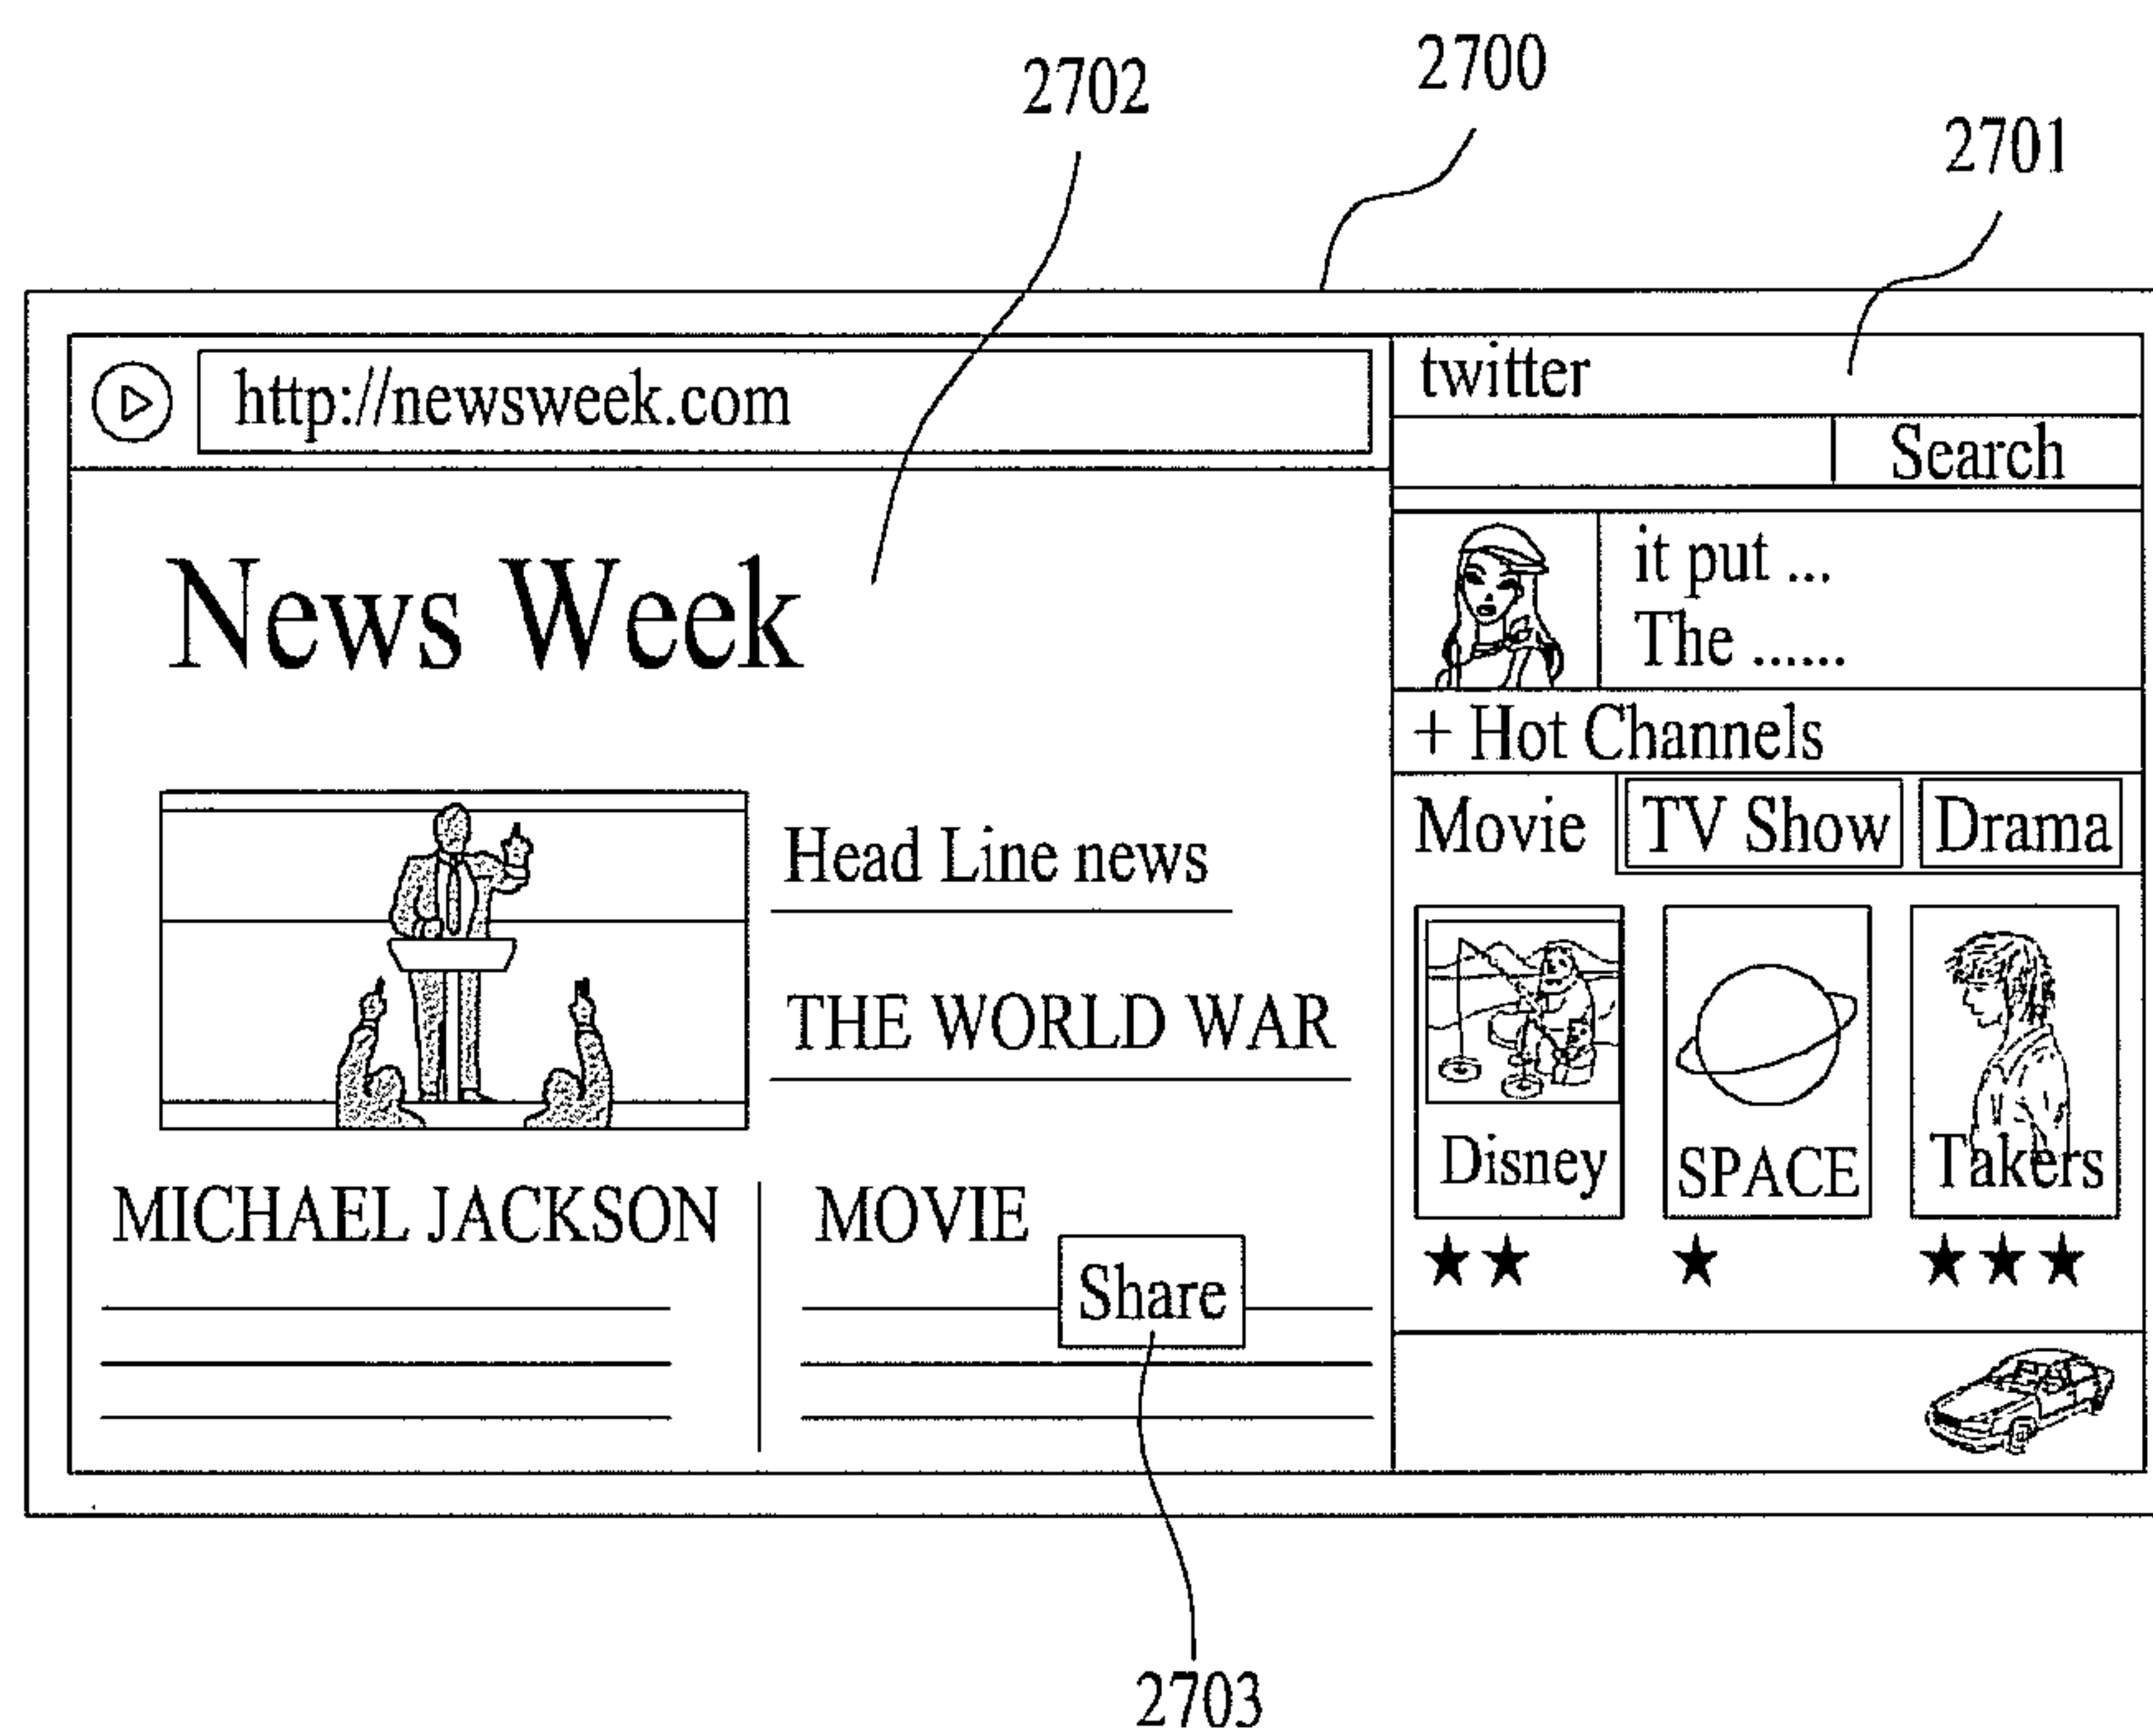 2702
2700
2701
http://newsweek.com
News Week
Head Line news
THE WORLD WAR
MICHAEL JACKSON
MOVIE
Share
twitter
Search
it put ...
The ......
+ Hot Channels
Movie
TV Show
Drama
Disney
SPACE
Takers
★★
★
★★★
2703